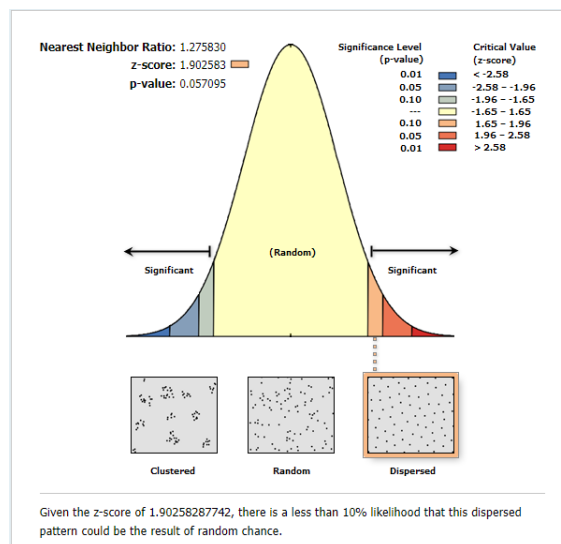 Nearest Neighbor Ratio: 1.275830
z-score: 1.902583
p-value: 0.057095
Significance Level
(p-value)
Critical Value
(z-score)
0.01 < -2.58
0.05 -2.58 – -1.96
0.10 -1.96 – -1.65
--- -1.65 – 1.65
0.10 1.65 – 1.96
0.05 1.96 – 2.58
0.01 > 2.58
Significant
(Random)
Significant
Clustered
Random
Dispersed
Given the z-score of 1.90258287742, there is a less than 10% likelihood that this dispersed
pattern could be the result of random chance.